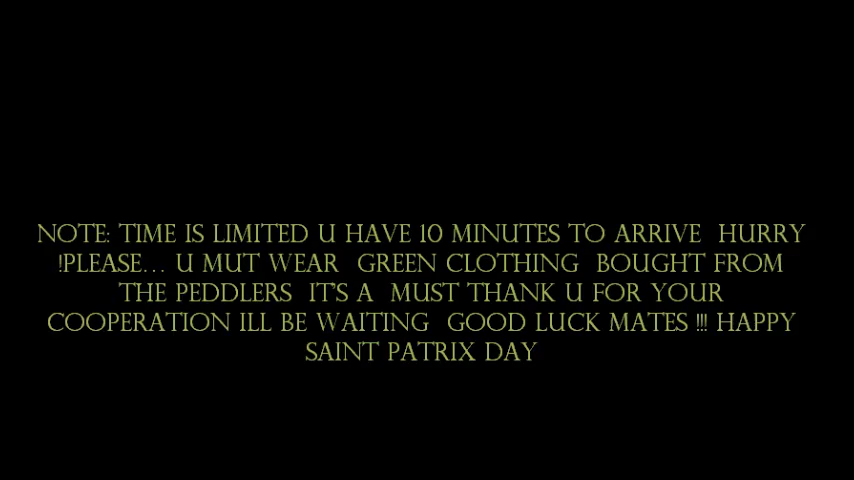 NOTE: TIME IS LIMITED U HAVE 10 MINUTES TO ARRIVE  HURRY
!PLEASE... U MUT WEAR  GREEN CLOTHING  BOUGHT FROM
THE PEDDLERS  IT'S A  MUST THANK U FOR YOUR
COOPERATION ILL BE WAITING  GOOD LUCK MATES !!! HAPPY
SAINT PATRIX DAY